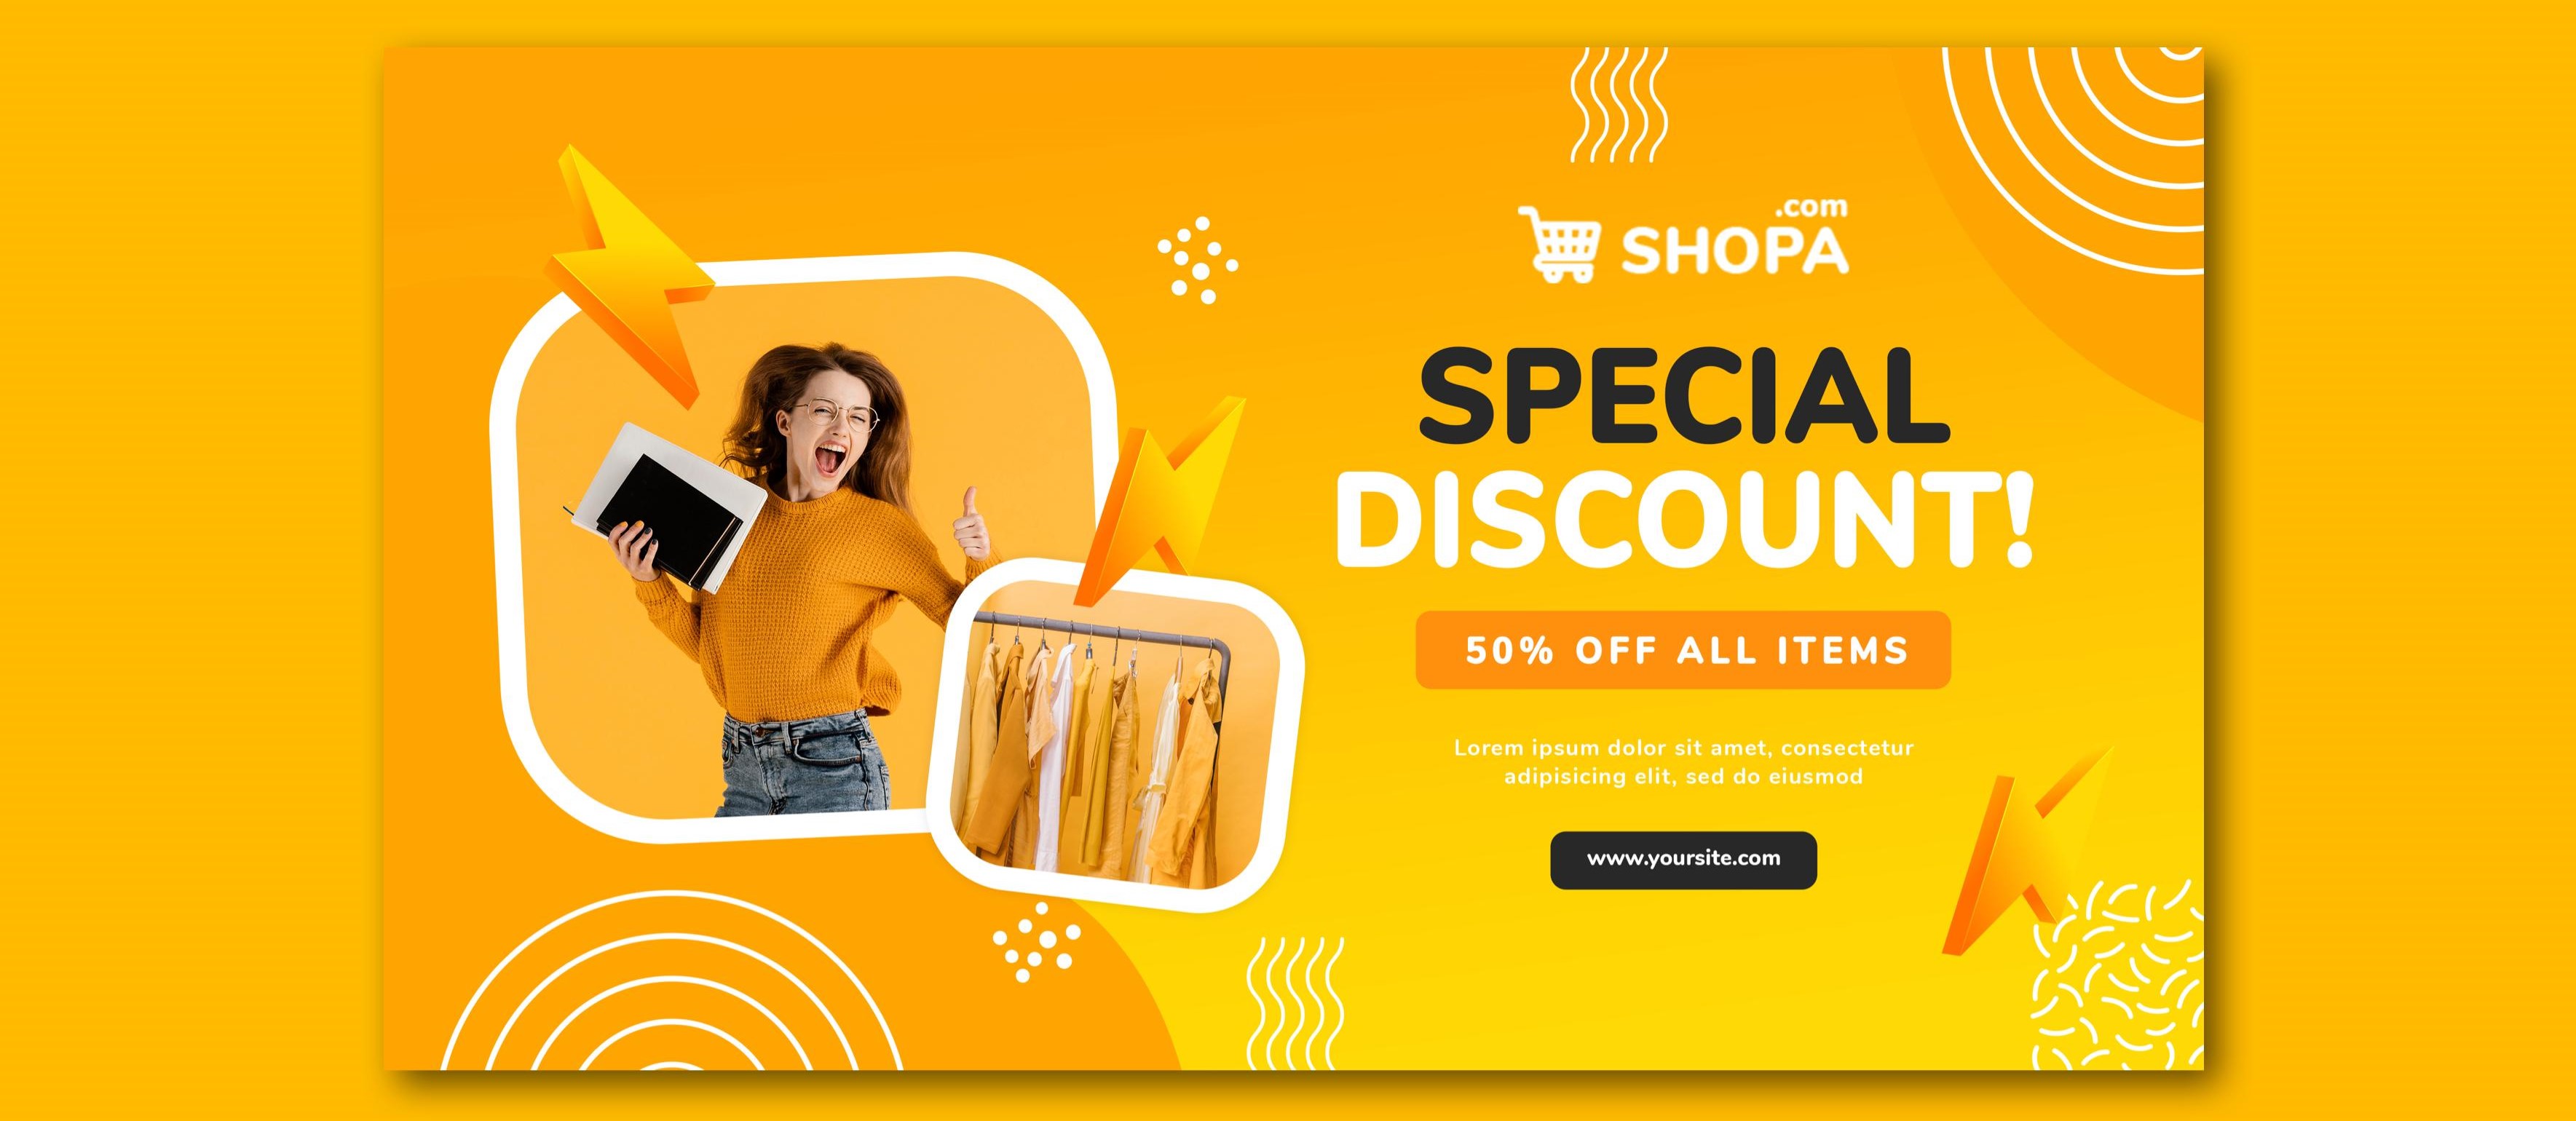 .com
SHOPA
SPECIAL
DISCOUNT!
50% OFF ALL ITEMS
Lorem ipsum dolor sit amet, consectetur
adipisicing elit, sed do eiusmod
www.yoursite.com